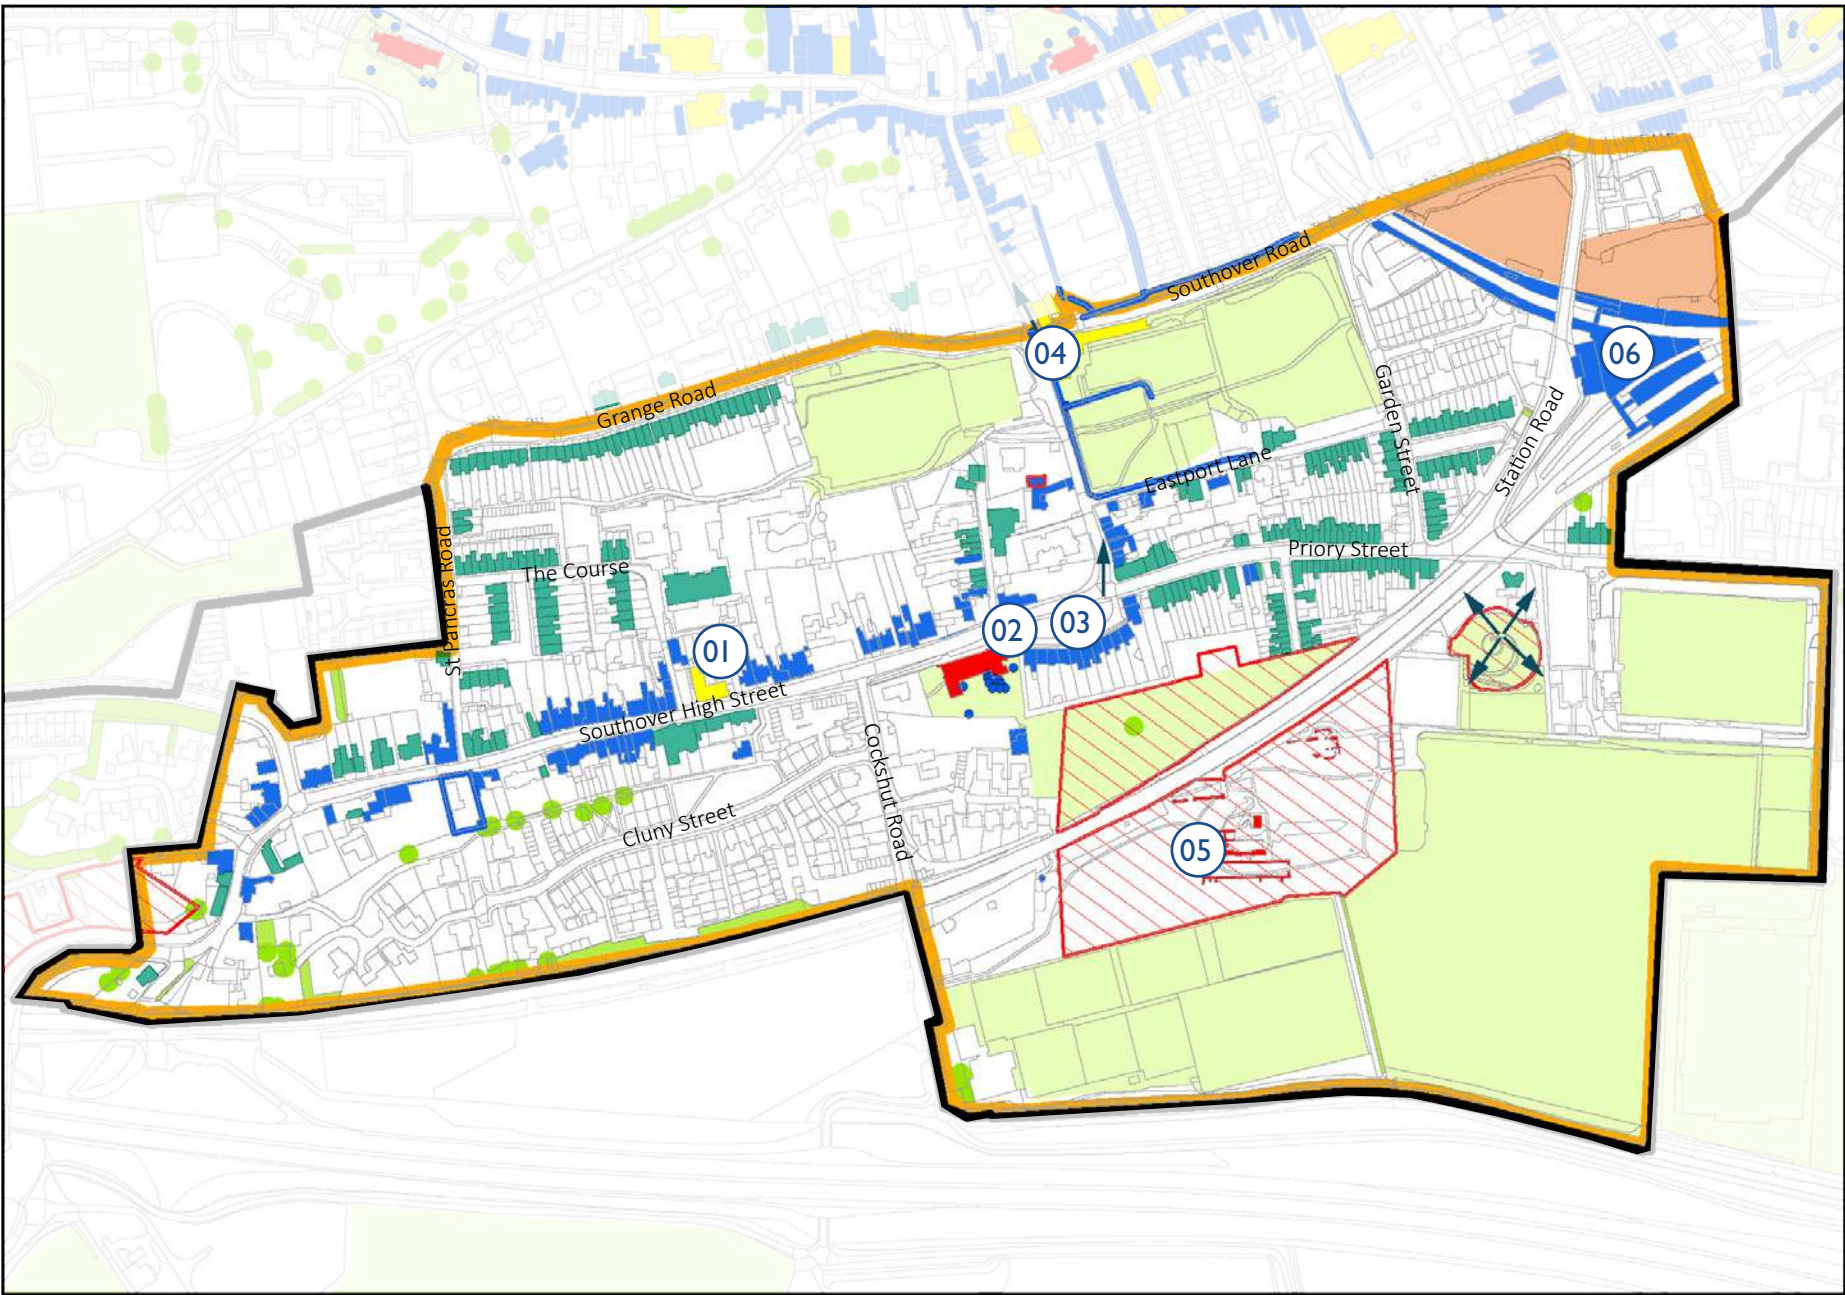 Southover Road
04
06
Grange Road
Garden Street
Station Road
Eastport Lane
St Pancras Road
The Course
Priory Street
01
02
03
Southover High Street
Cockshut Road
Cluny Street
05